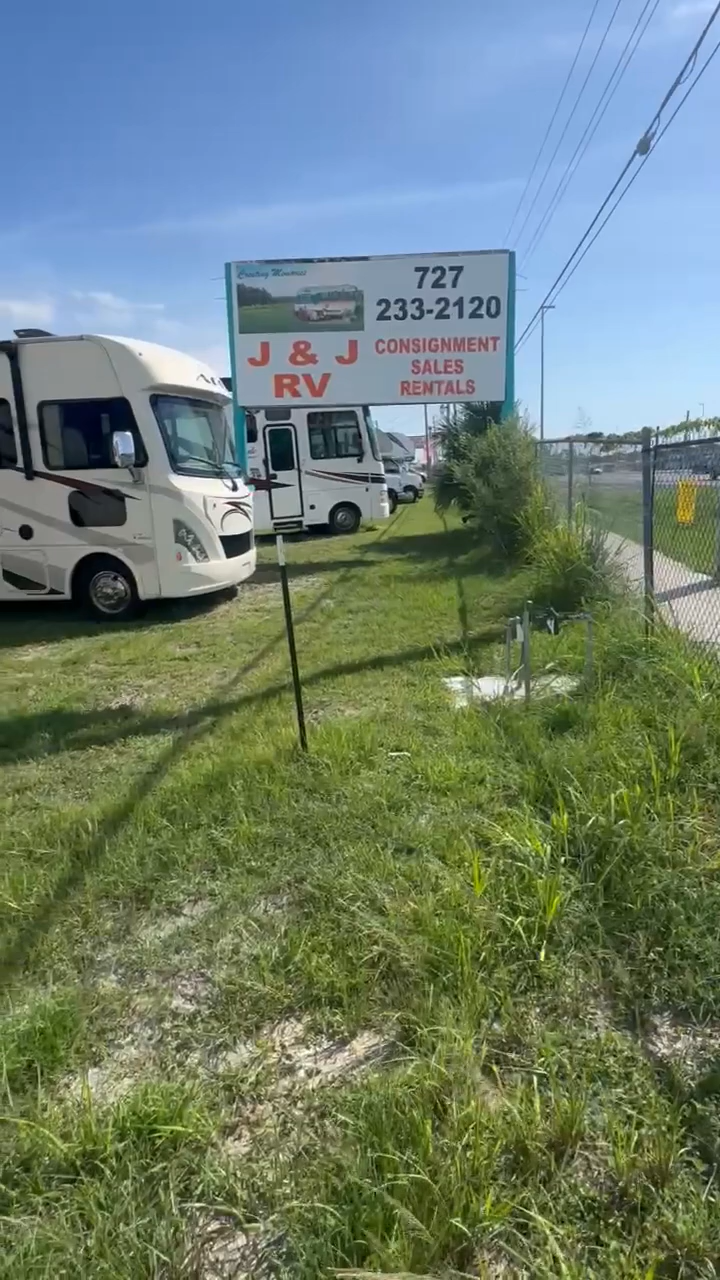 Creating Memories
727
233-2120
J & J
RV
CONSIGNMENT
SALES
RENTALS